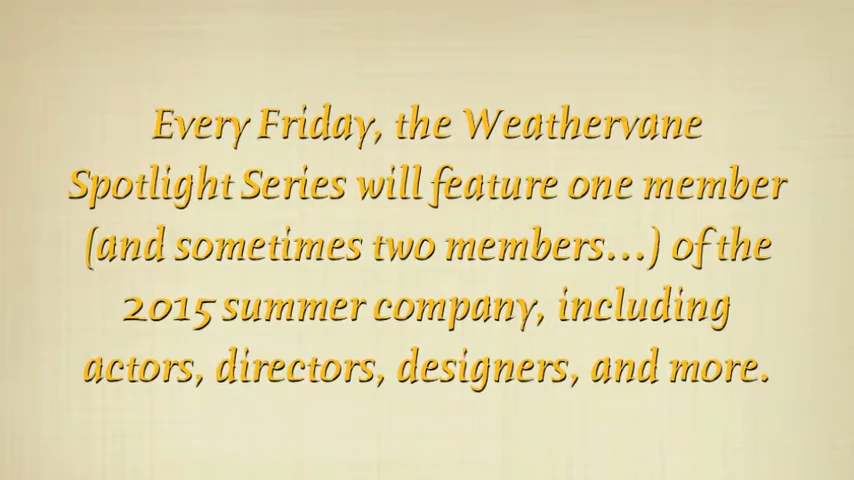 Every Friday, the Weathervane
Spotlight Series will feature one member
(and sometimes two members...) of the
2015 summer company, including
actors, directors, designers, and more.